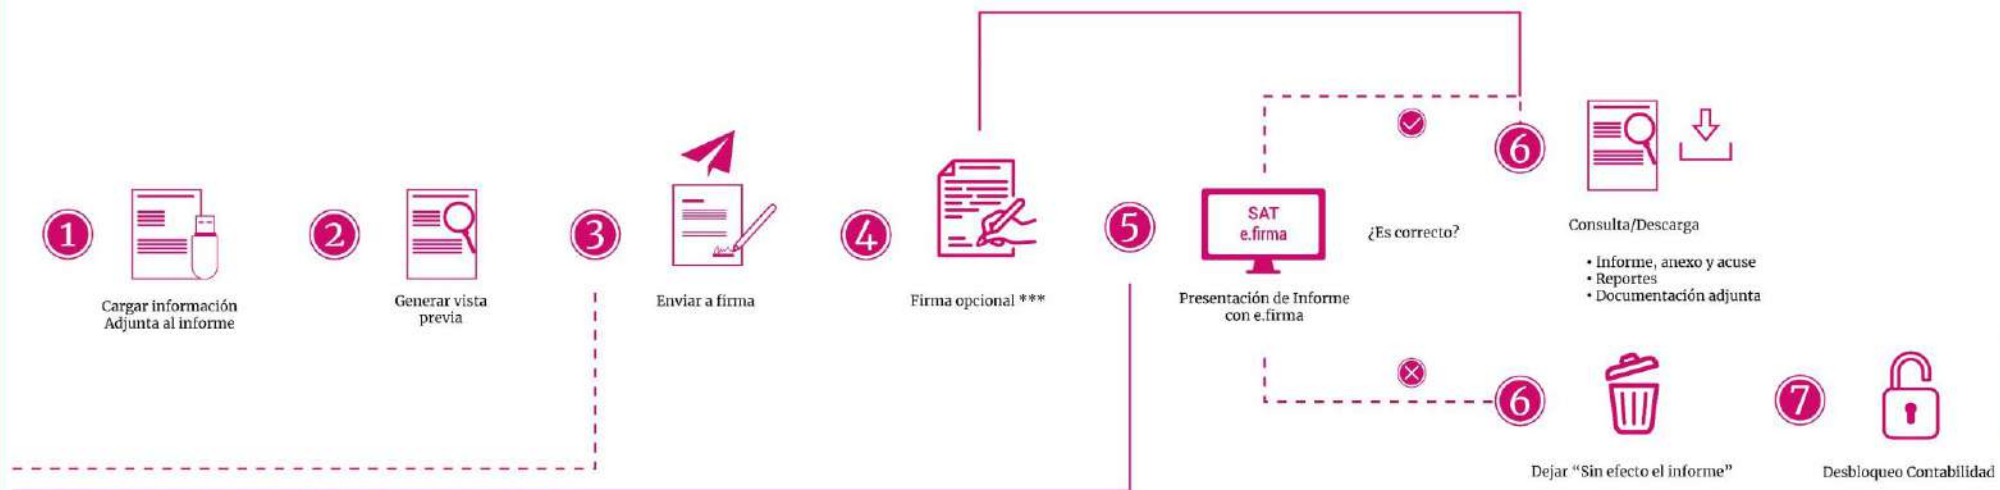 1
Cargar información
Adjunta al informe
2
Generar vista
previa
3
Enviar a firma
4
Firma opcional ***
5
SAT
e.firma
Presentación de Informe
con e.firma
¿Es correcto?
6
Consulta/Descarga
• Informe, anexo y acuse
• Reportes
• Documentación adjunta
6
Dejar “Sin efecto el informe”
7
Desbloqueo Contabilidad